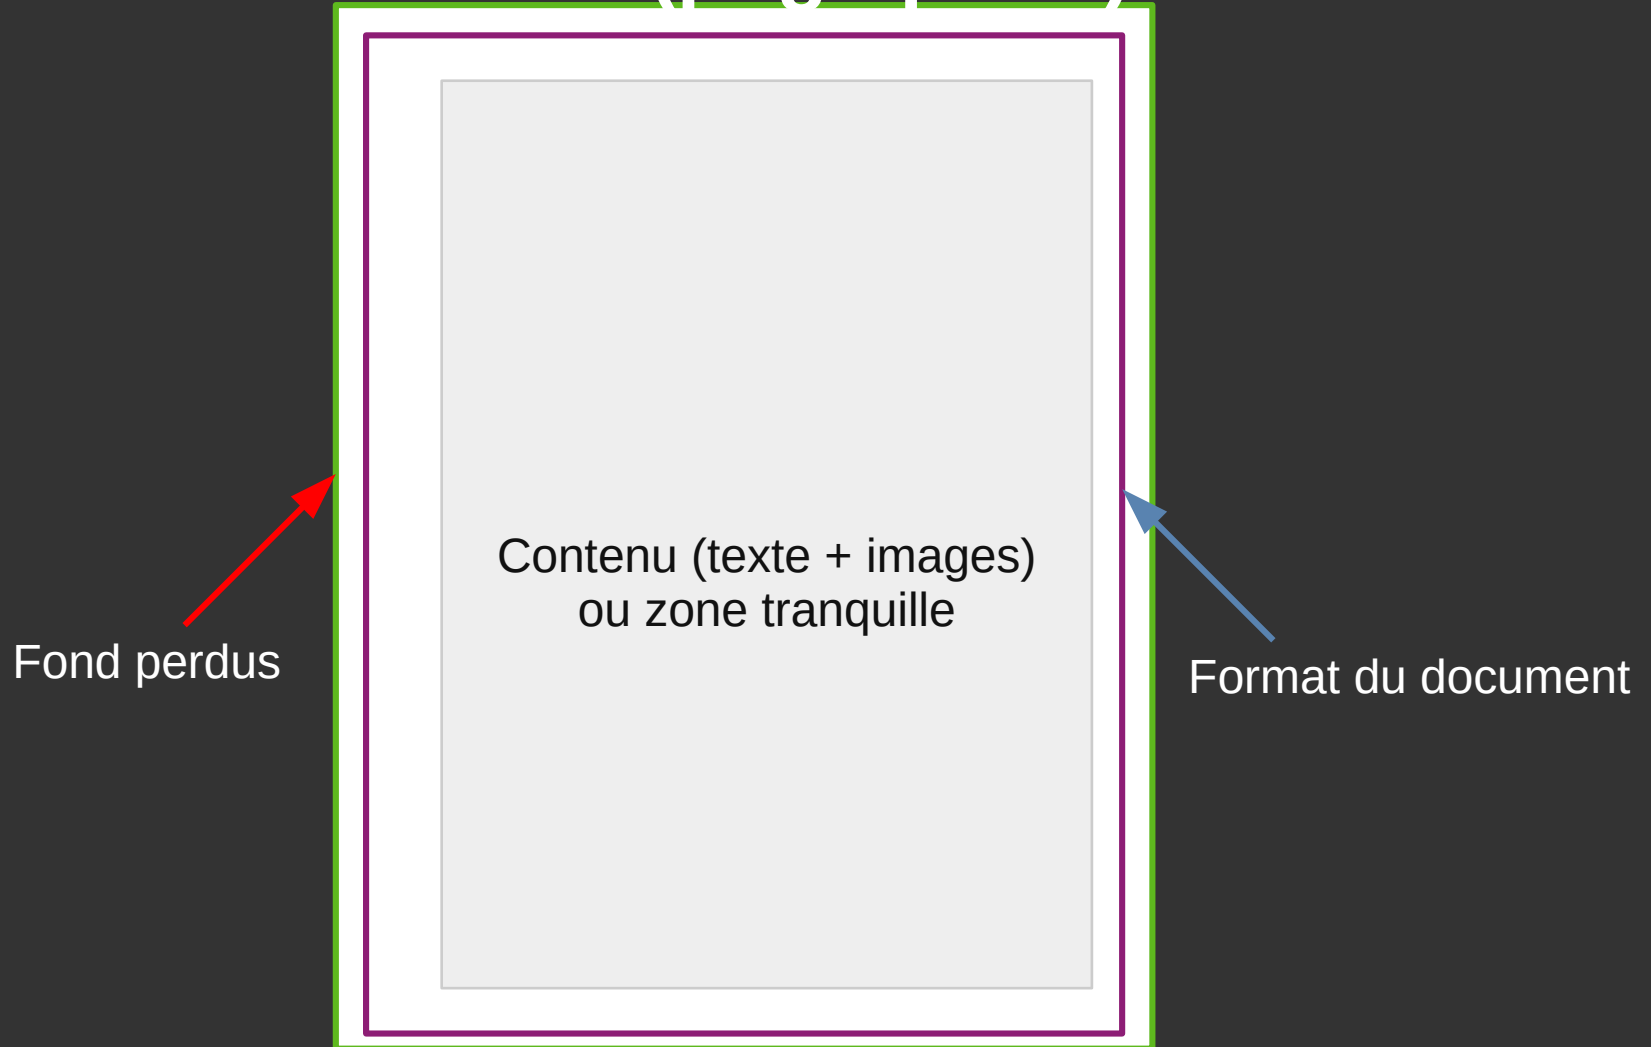 Contenu (texte + images)
ou zone tranquille
Fond perdus
Format du document